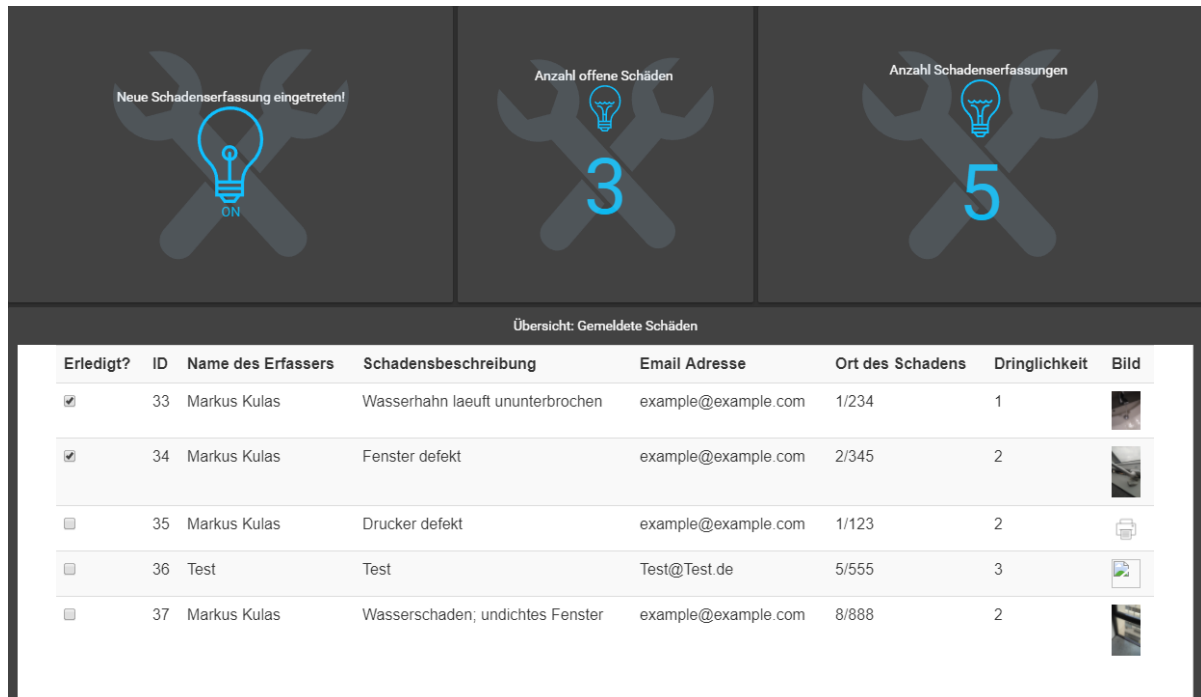 Neue Schadenserfassung eingetreten!
ON
Anzahl offene Schäden
3
Anzahl Schadenserfassungen
5
Übersicht: Gemeldete Schäden
Erledigt? ID Name des Erfassers Schadensbeschreibung Email Adresse Ort des Schadens Dringlichkeit Bild
33 Markus Kulas Wasserhahn laeuft ununterbrochen example@example.com 1/234 1
34 Markus Kulas Fenster defekt example@example.com 2/345 2
35 Markus Kulas Drucker defekt example@example.com 1/123 2
36 Test Test Test@Test.de 5/555 3
37 Markus Kulas Wasserschaden; undichtes Fenster example@example.com 8/888 2